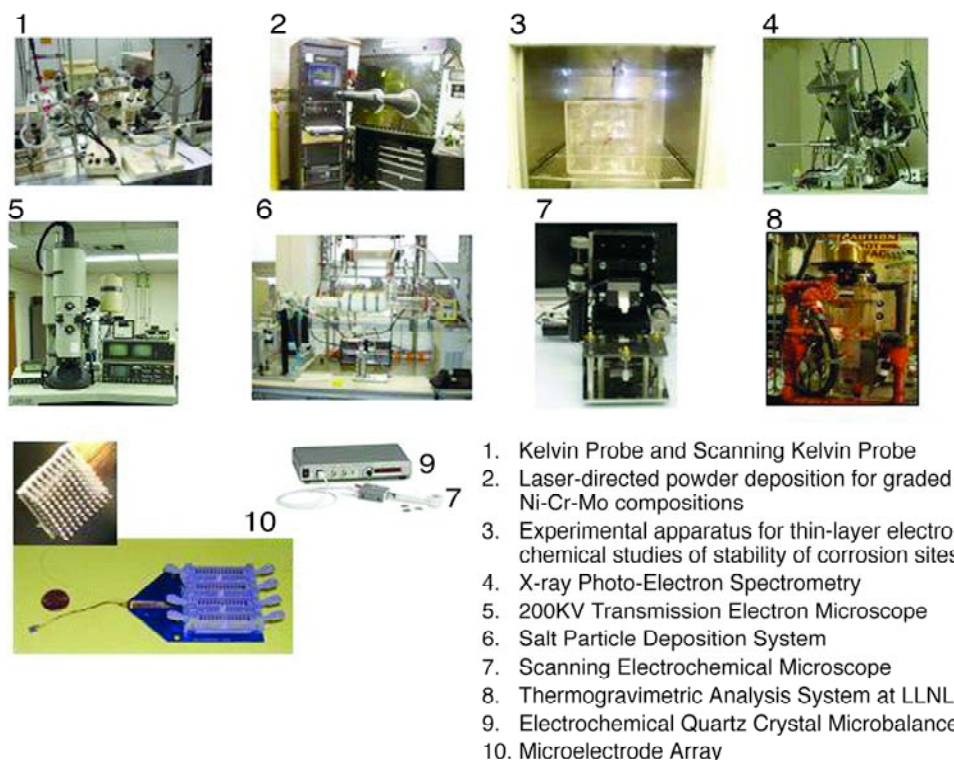 1
2
3
4
5
6
7
8
CAUTION
HOT
9
7
10
1. Kelvin Probe and Scanning Kelvin Probe
2. Laser-directed powder deposition for graded
Ni-Cr-Mo compositions
3. Experimental apparatus for thin-layer electro-
chemical studies of stability of corrosion sites
4. X-ray Photo-Electron Spectrometry
5. 200KV Transmission Electron Microscope
6. Salt Particle Deposition System
7. Scanning Electrochemical Microscope
8. Thermogravimetric Analysis System at LLNL
9. Electrochemical Quartz Crystal Microbalance
10. Microelectrode Array